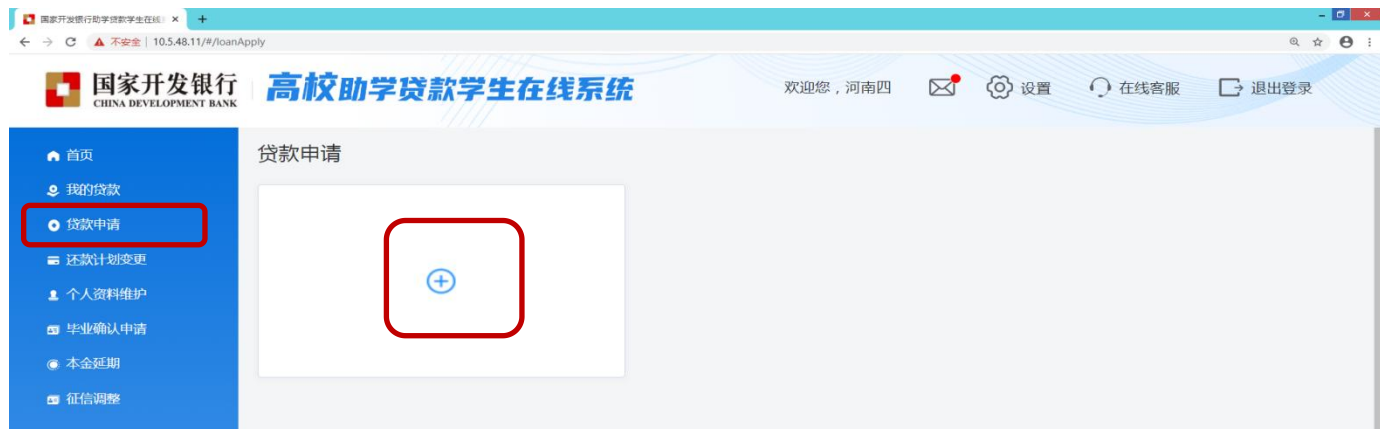 国家开发银行助学贷款学生在线
不安全 | 10.5.48.11/#/loanApply
国家开发银行
CHINA DEVELOPMENT BANK
高校助学贷款学生在线系统
欢迎您，河南四
设置
在线客服
退出登录
首页
我的贷款
贷款申请
还款计划变更
个人资料维护
毕业确认申请
本金延期
征信调整
贷款申请